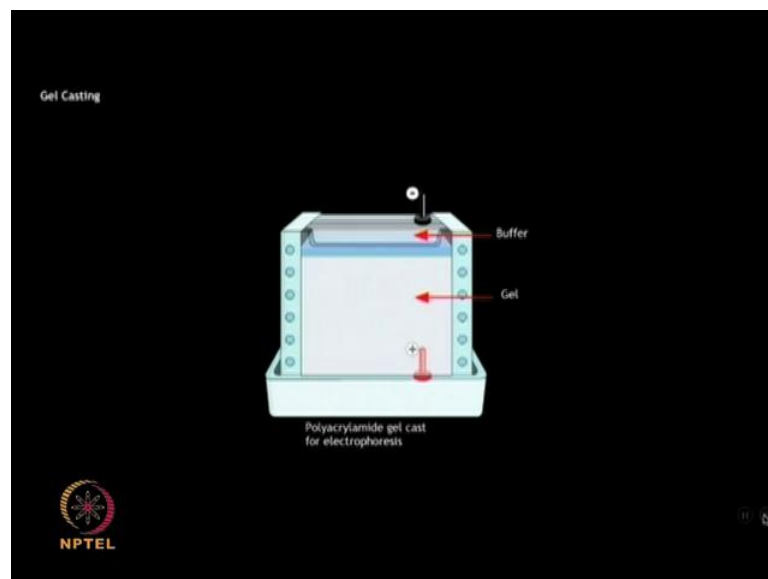 Gel Casting
Buffer
Gel
+
Polyacrylamide gel cast
for electrophoresis
NPTEL